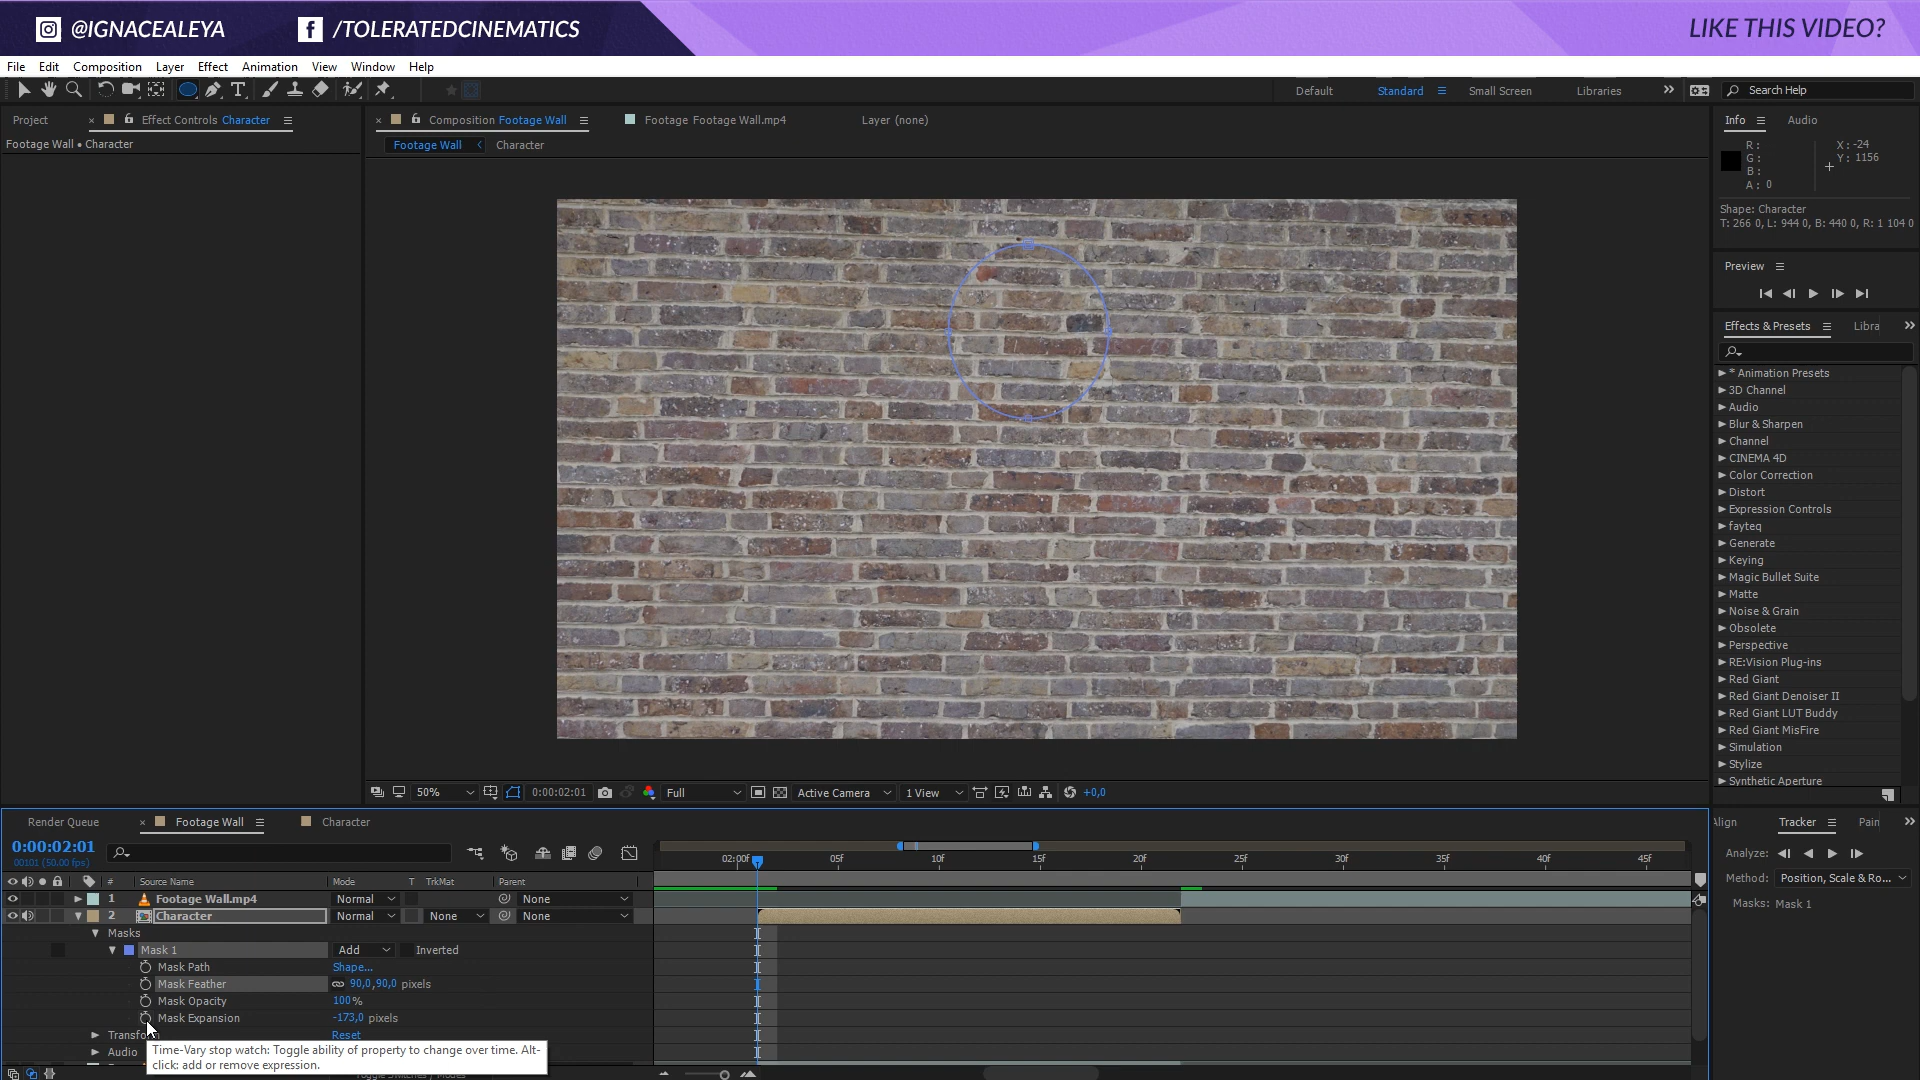 @IGNACEALEYA /TOLERATEDCINEMATICS LIKE THIS VIDEO?
File Edit Composition Layer Effect Animation View Window Help
Default Standard Small Screen Libraries Search Help
Project Effect Controls Character
Footage Wall • Character
Composition Footage Wall Footage Footage Wall.mp4 Layer (none)
Footage Wall Character
Info Audio
R: X: -24
G: Y: 1156
B:
A: 0
Shape: Character
T: 266 0, L: 944 0, B: 440 0, R: 1 104 0
Preview
Effects & Presets Libra
* Animation Presets
3D Channel
Audio
Blur & Sharpen
Channel
CINEMA 4D
Color Correction
Distort
Expression Controls
fayteq
Generate
Keying
Magic Bullet Suite
Matte
Noise & Grain
Obsolete
Perspective
RE:Vision Plug-ins
Red Giant
Red Giant Denoiser II
Red Giant LUT Buddy
Red Giant MisFire
Simulation
Stylize
Synthetic Aperture
50% 0:00:02:01 Full Active Camera 1 View +0,0
Render Queue Footage Wall Character
0:00:02:01
00101 (50.00 fps)
02:00f 05f 10f 15f 20f 25f 30f 35f 40f 45f
# Source Name Mode T TrkMat Parent
1 Footage Wall.mp4 Normal None
2 Character Normal None None
Masks
Mask 1 Add Inverted
Mask Path Shape...
Mask Feather 90,0,90,0 pixels
Mask Opacity 100%
Mask Expansion -173,0 pixels
Transform Reset
Audio
Time-Vary stop watch: Toggle ability of property to change over time. Alt-
click: add or remove expression.
Align Tracker Pain
Analyze:
Method: Position, Scale & Ro...
Masks: Mask 1